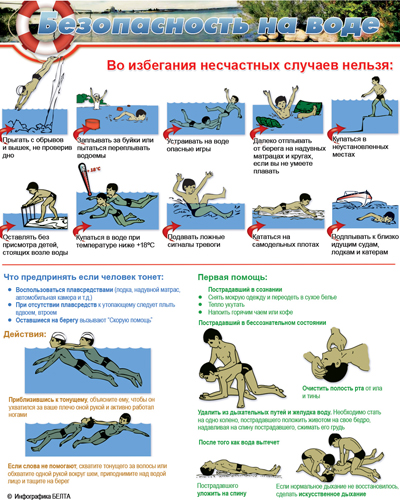 Безопасность на воде
Во избегания несчастных случаев нельзя:
Прыгать с обрывов
и вышек, не проверив
дно
Заплывать за буйки или
пытаться переплывать
водоемы
Устраивать на воде
опасные игры
Далеко отплывать
от берега на надувных
матрацах и кругах,
если вы не умеете
плавать
Купаться в
неустановленных
местах
Оставлять без
присмотра детей,
стоящих возле воды
+18°C
Купаться в воде при
температуре ниже +18°C
Подавать ложные
сигналы тревоги
Кататься на
самодельных плотах
Подплывать к близко
идущим судам,
лодкам и катерам
Что предпринять если человек тонет:
Воспользоваться плавсредствами (лодка, надувной матрас,
автомобильная камера и т.д.)
При отсутствии плавсредств к утопающему следует плыть
вдвоем, втроем
Оставшиеся на берегу вызывают "Скорую помощь"
Действия:
Приблизившись к тонущему, объясните ему, чтобы он
ухватился за ваше плечо одной рукой и активно работал
ногами
Если слова не помогают, схватите тонущего за волосы или
обхватите одной рукой вокруг шеи, приподнимите над водой
лицо и тащите на берег
© Инфографика БЕЛТА
Первая помощь:
Пострадавший в сознании
Снять мокрую одежду и переодеть в сухое белье
Тепло укутать
Напоить горячим чаем или кофе
Пострадавший в бессознательном состоянии
Очистить полость рта от ила
и тины
Удалить из дыхательных путей и желудка воду. Необходимо стать
на одно колено, пострадавшего положить животом на свое бедро,
надавливая на спину пострадавшего, сжимать его грудь
После того как вода вытечет
Пострадавшего
уложить на спину
Если нормальное дыхание не восстановилось,
сделать искусственное дыхание